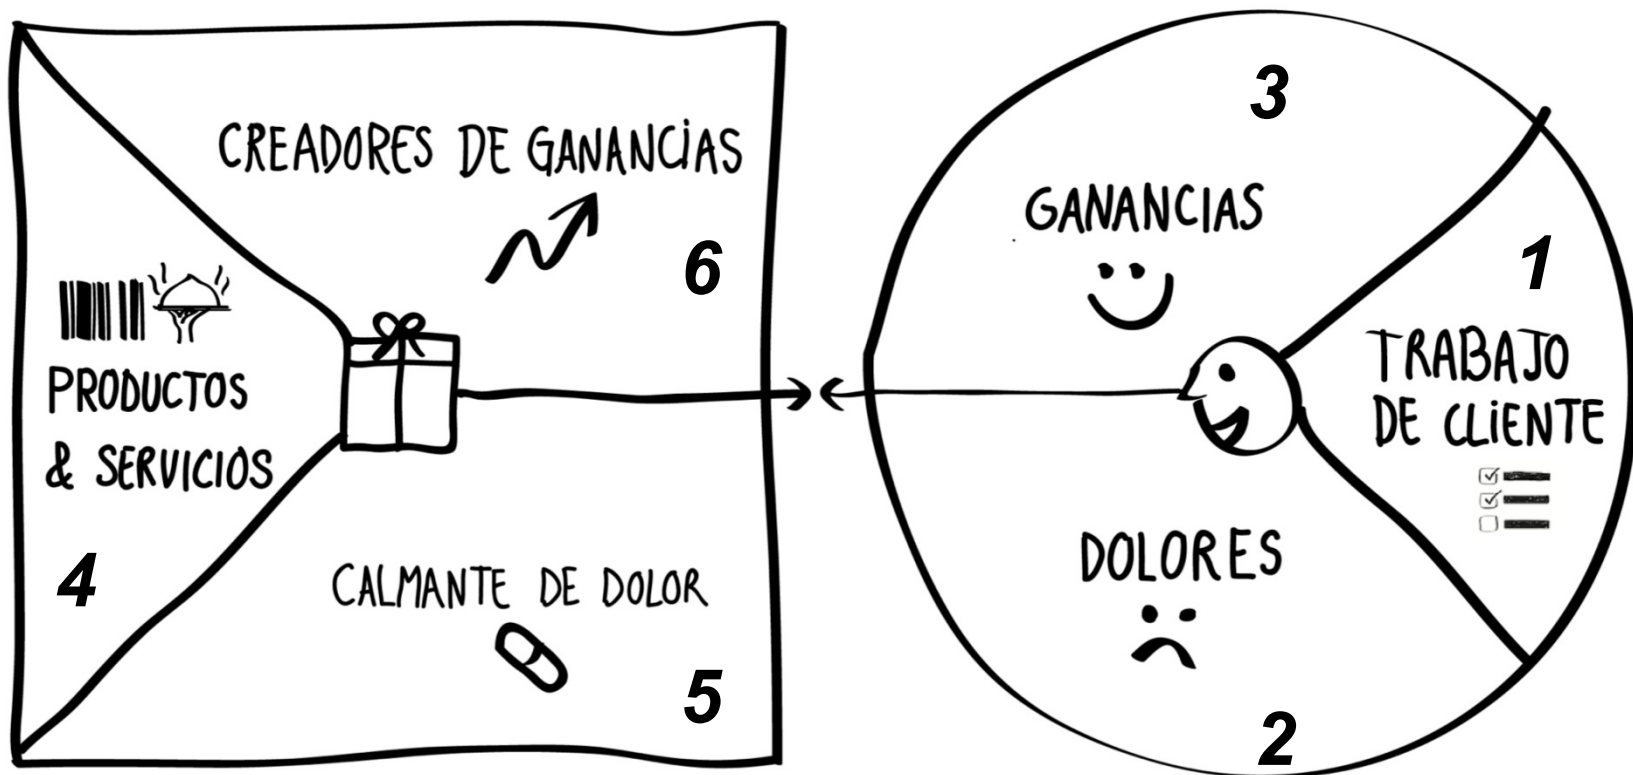 CREADORES DE GANANCIAS
6
PRODUCTOS
& SERVICIOS
4
CALMANTE DE DOLOR
5
3
GANANCIAS
1
TRABAJO
DE CLIENTE
DOLORES
2